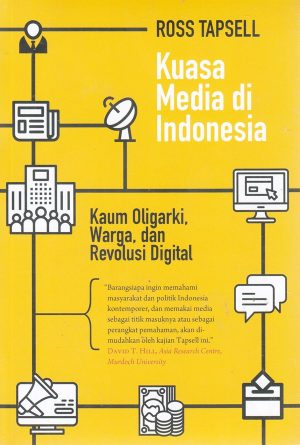 ROSS TAPSELL
Kuasa
Media di
Indonesia
Kaum Oligarki,
Warga, dan
Revolusi Digital
"Barangsiapa ingin memahami
masyarakat dan politik Indonesia
kontemporer, dan memakai media
sebagai titik masuknya atau sebagai
perangkat pemahaman, akan di-
mudahkan oleh kajian Tapsell ini."
DAVID T. HILL, Asia Research Centre,
Murdoch University